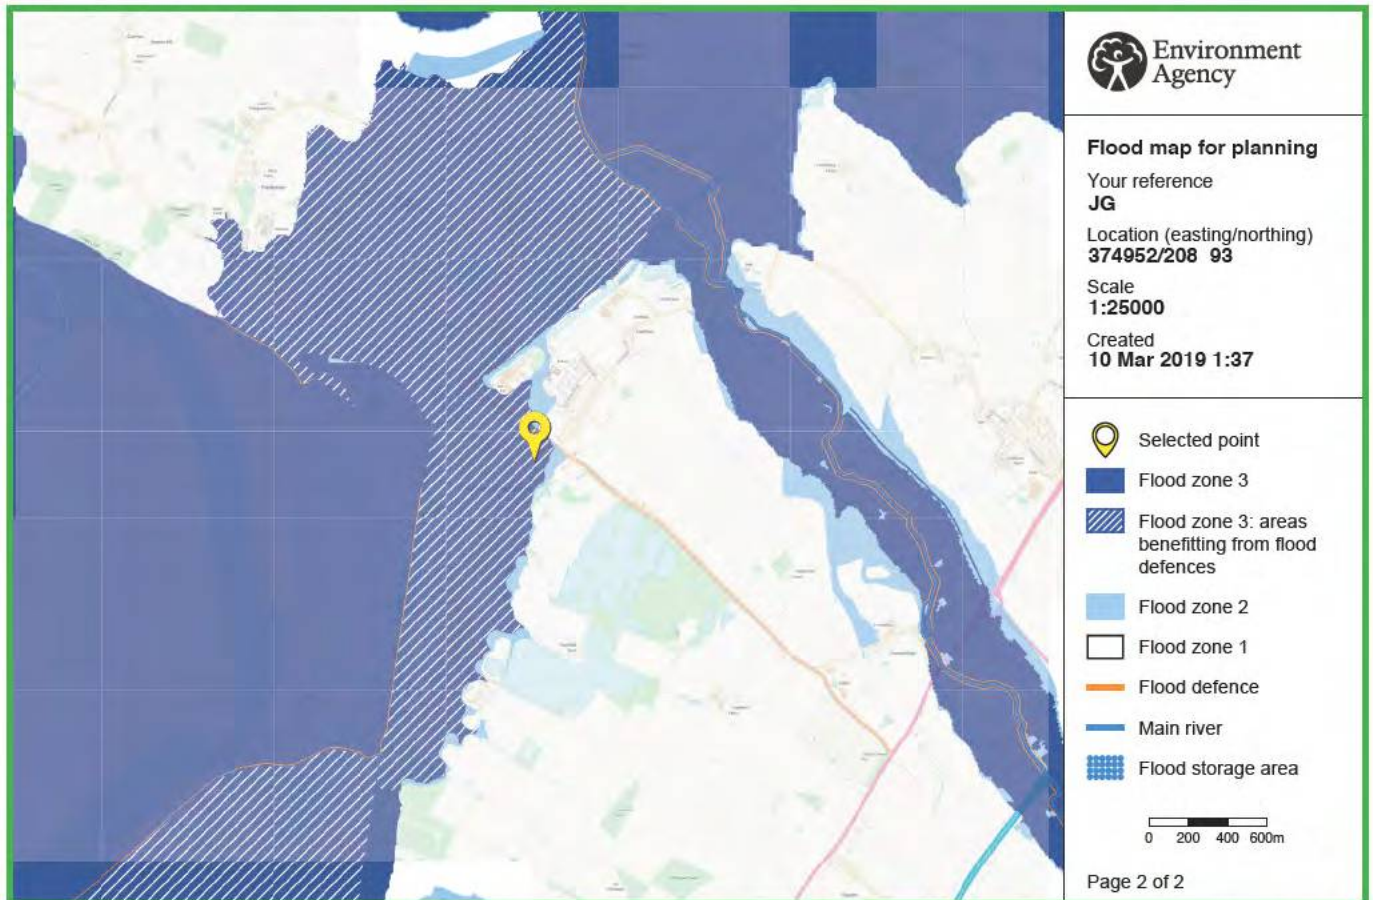 Environment
Agency
Flood map for planning
Your reference
JG
Location (easting/northing)
374952/208 93
Scale
1:25000
Created
10 Mar 2019 1:37
Selected point
Flood zone 3
Flood zone 3: areas
benefitting from flood
defences
Flood zone 2
Flood zone 1
Flood defence
Main river
Flood storage area
0 200 400 600m
Page 2 of 2